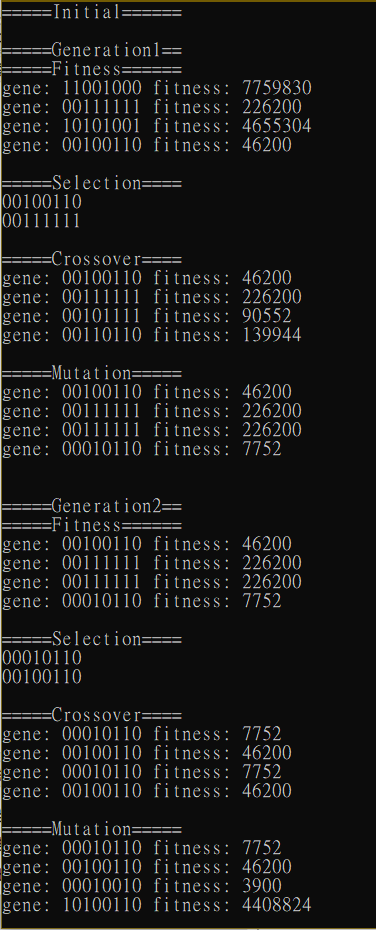 =====Initial======
=====Generation1==
=====Fitness======
gene: 11001000 fitness: 7759830
gene: 00111111 fitness: 226200
gene: 10101001 fitness: 4655304
gene: 00100110 fitness: 46200
=====Selection====
00100110
00111111
=====Crossover====
gene: 00100110 fitness: 46200
gene: 00111111 fitness: 226200
gene: 00101111 fitness: 90552
gene: 00110110 fitness: 139944
=====Mutation=====
gene: 00100110 fitness: 46200
gene: 00111111 fitness: 226200
gene: 00111111 fitness: 226200
gene: 00010110 fitness: 7752
=====Generation2==
=====Fitness======
gene: 00100110 fitness: 46200
gene: 00111111 fitness: 226200
gene: 00111111 fitness: 226200
gene: 00010110 fitness: 7752
=====Selection====
00010110
00100110
=====Crossover====
gene: 00010110 fitness: 7752
gene: 00100110 fitness: 46200
gene: 00010110 fitness: 7752
gene: 00100110 fitness: 46200
=====Mutation=====
gene: 00010110 fitness: 7752
gene: 00100110 fitness: 46200
gene: 00010010 fitness: 3900
gene: 10100110 fitness: 4408824